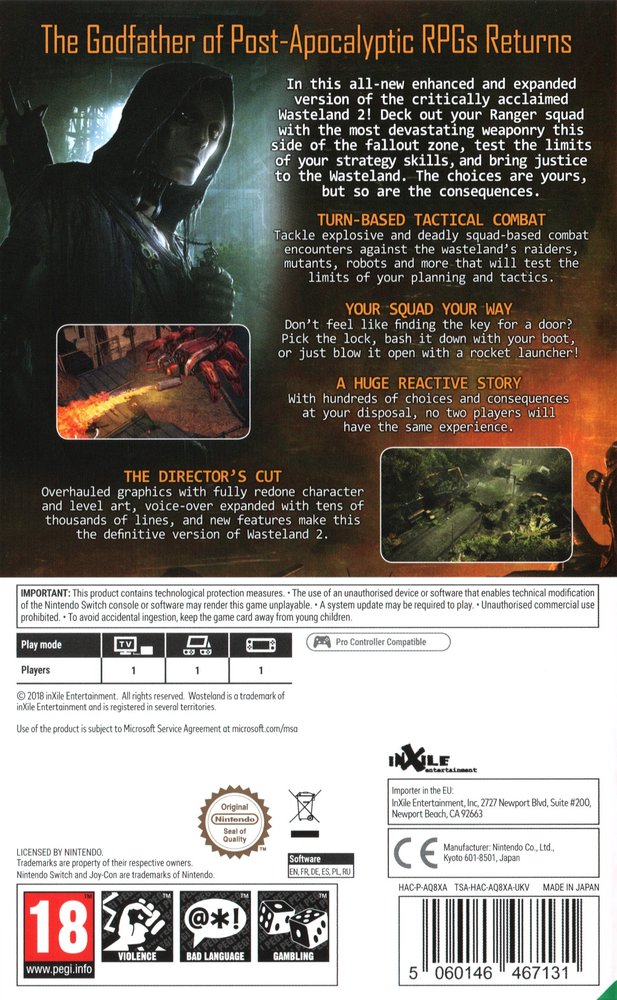 The Godfather of Post-Apocalyptic RPGs Returns
In this all-new enhanced and expanded
version of the critically acclaimed
Wasteland 2! Deck out your Ranger squad
with the most devastating weaponry this
side of the fallout zone, test the limits
of your strategy skills, and bring justice
to the Wasteland. The choices are yours,
but so are the consequences.
TURN-BASED TACTICAL COMBAT
Tackle explosive and deadly squad-based combat
encounters against the wasteland's raiders,
mutants, robots and more that will test the
limits of your planning and tactics.
YOUR SQUAD YOUR WAY
Don't feel like finding the key for a door?
Pick the lock, bash it down with your boot,
or just blow it open with a rocket launcher!
A HUGE REACTIVE STORY
With hundreds of choices and consequences
at your disposal, no two players will
have the same experience.
THE DIRECTOR'S CUT
Overhauled graphics with fully redone character
and level art, voice-over expanded with tens of
thousands of lines, and new features make this
the definitive version of Wasteland 2.
IMPORTANT: This product contains technological protection measures. • The use of an unauthorised device or software that enables technical modification
of the Nintendo Switch console or software may render this game unplayable. • A system update may be required to play. • Unauthorised commercial use
prohibited. • To avoid accidental ingestion, keep the game card away from young children.
Play mode TV
Players 1 1 1
Pro Controller Compatible
© 2018 inXile Entertainment. All rights reserved. Wasteland is a trademark of
inXile Entertainment and is registered in several territories.
Use of the product is subject to Microsoft Service Agreement at microsoft.com/msa
INXILE
entertainment
Importer in the EU:
InXile Entertainment, Inc, 2727 Newport Blvd, Suite #200,
Newport Beach, CA 92663
Original
Nintendo
Seal of
Quality
TM
CE
Manufacturer: Nintendo Co., Ltd.,
Kyoto 601-8501, Japan
LICENSED BY NINTENDO.
Trademarks are property of their respective owners.
Nintendo Switch and Joy-Con are trademarks of Nintendo.
Software
EN, FR, DE, ES, PL, RU
HAC-P-AQ8XA TSA-HAC-AQ8XA-UKV MADE IN JAPAN
18
www.pegi.info
VIOLENCE
@*!
BAD LANGUAGE
GAMBLING
5 060146 467131